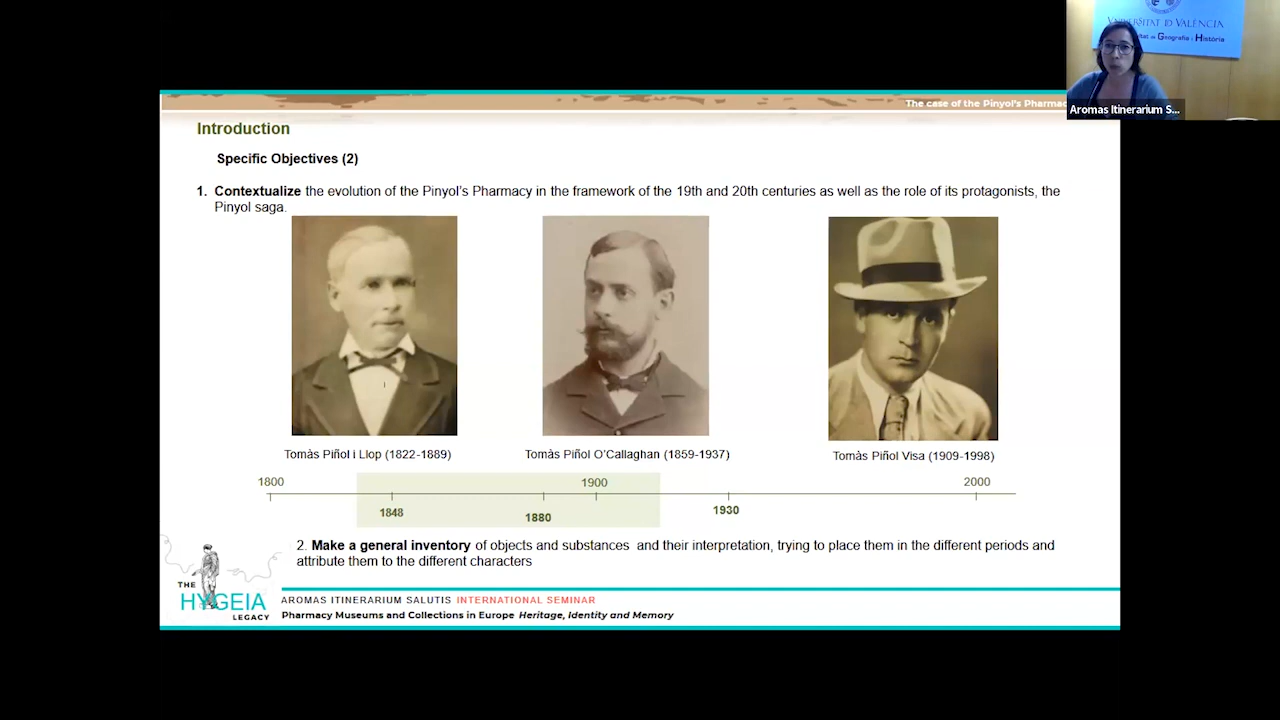 UNIVERSITAT ID VALÈNCIA
Geografia i Història
Aromas Itinerarium S...
The case of the Pinyol's Pharmac
Introduction
Specific Objectives (2)
1. Contextualize the evolution of the Pinyol's Pharmacy in the framework of the 19th and 20th centuries as well as the role of its protagonists, the
Pinyol saga.
Tomàs Piñol i Llop (1822-1889)
Tomàs Piñol O'Callaghan (1859-1937)
Tomàs Piñol Visa (1909-1998)
1800
1900
2000
1848
1880
1930
2. Make a general inventory of objects and substances and their interpretation, trying to place them in the different periods and
attribute them to the different characters
THE
HYGEIA
LEGACY
AROMAS ITINERARIUM SALUTIS INTERNATIONAL SEMINAR
Pharmacy Museums and Collections in Europe Heritage, Identity and Memory